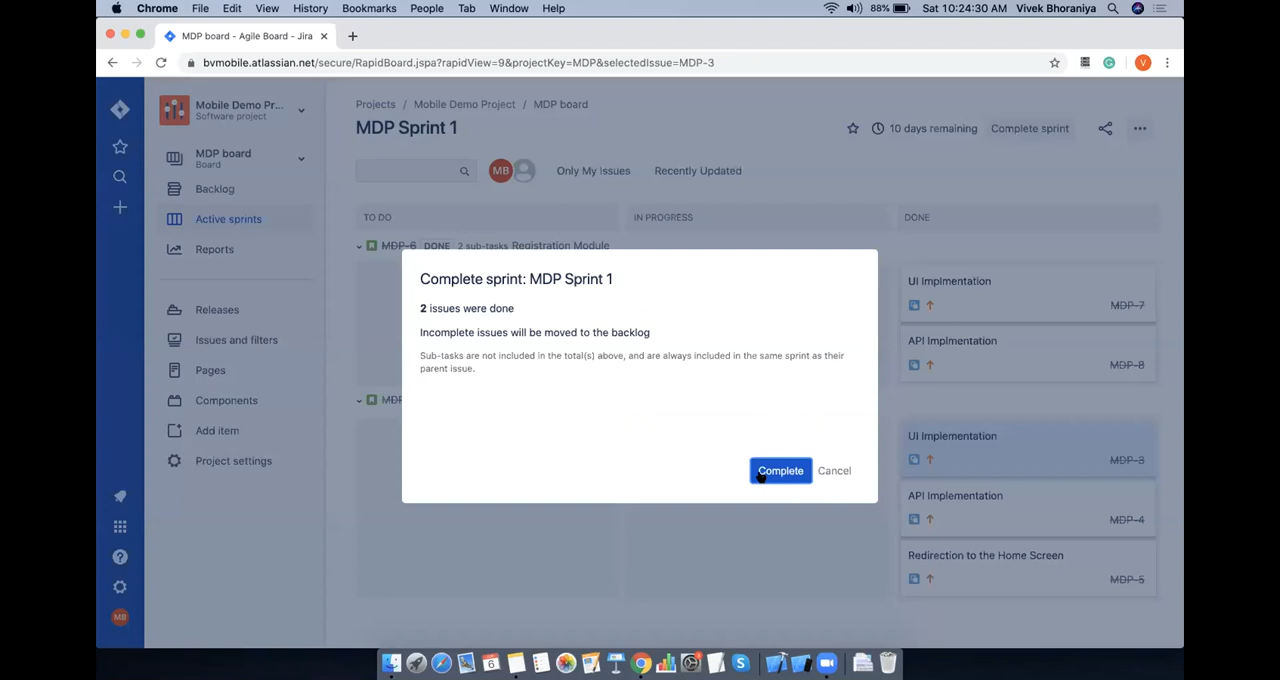 Chrome File Edit View History Bookmarks People Tab Window Help 88% Sat 10:24:30 AM Vivek Bhoraniya
MDP board - Agile Board - Jira
bvmobile.atlassian.net/secure/RapidBoard.jspa?rapidView=9&projectKey=MDP&selectedIssue=MDP-3
V
Mobile Demo Pr...
Software project
MDP board
Board
Backlog
Active sprints
Reports
Releases
Issues and filters
Pages
Components
Add item
Project settings
MB
Projects / Mobile Demo Project / MDP board
MDP Sprint 1
10 days remaining Complete sprint
MB Only My Issues Recently Updated
TO DO IN PROGRESS DONE
MDP-6 DONE 2 sub-tasks Registration Module
UI Implmentation
MDP-7
API Implmentation
MDP-8
MDP
UI Implementation
MDP-3
API Implementation
MDP-4
Redirection to the Home Screen
MDP-5
Complete sprint: MDP Sprint 1
2 issues were done
Incomplete issues will be moved to the backlog
Sub-tasks are not included in the total(s) above, and are always included in the same sprint as their
parent issue.
Complete Cancel
6